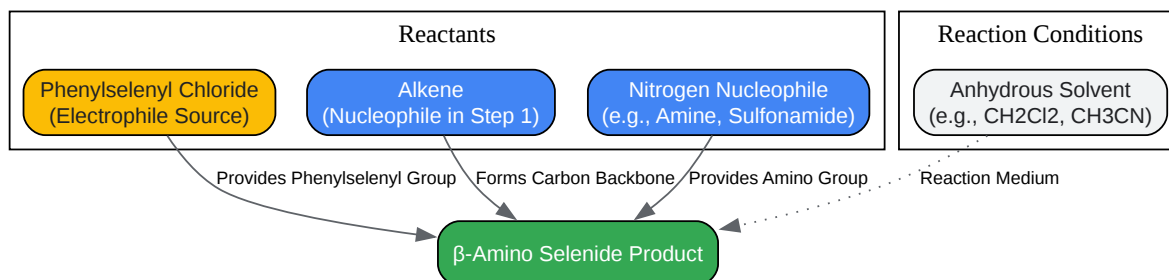 Reactants
Reaction Conditions
Phenylselenyl Chloride
(Electrophile Source)
Alkene
(Nucleophile in Step 1)
Nitrogen Nucleophile
(e.g., Amine, Sulfonamide)
Anhydrous Solvent
(e.g., CH2Cl2, CH3CN)
Provides Phenylselenyl Group
Forms Carbon Backbone
Provides Amino Group
Reaction Medium
β-Amino Selenide Product